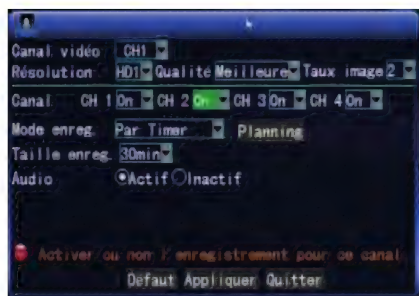 Canal vidéo CH1
Résolution HD1 Qualité Meilleure Taux image 2
Canal CH 1 On CH 2 On CH 3 On CH 4 On
Mode enreg. Par Timer Planning
Taille enreg. 30min
Audio Actif Inactif
Activer ou non l'enregistrement pour ce canal
Défaut Appliquer Quitter